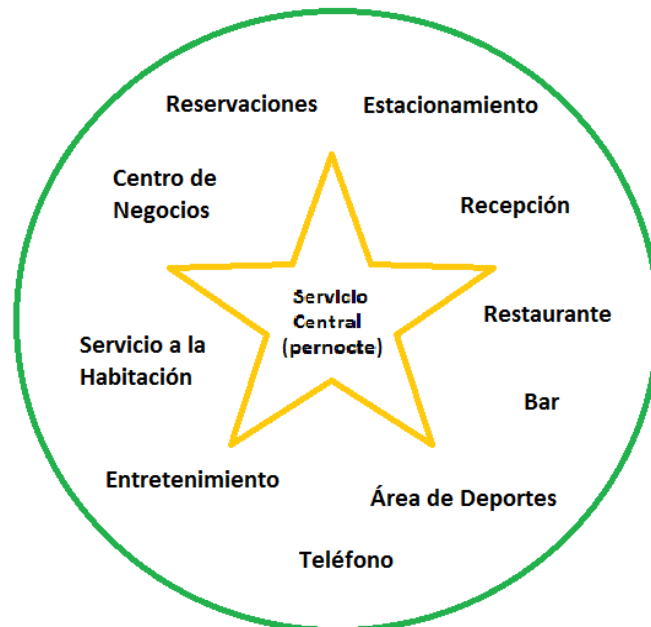 Reservaciones
Estacionamiento
Centro de
Negocios
Recepción
Servicio
Central
(pernocte)
Restaurante
Servicio a la
Habitación
Bar
Entretenimiento
Área de Deportes
Teléfono